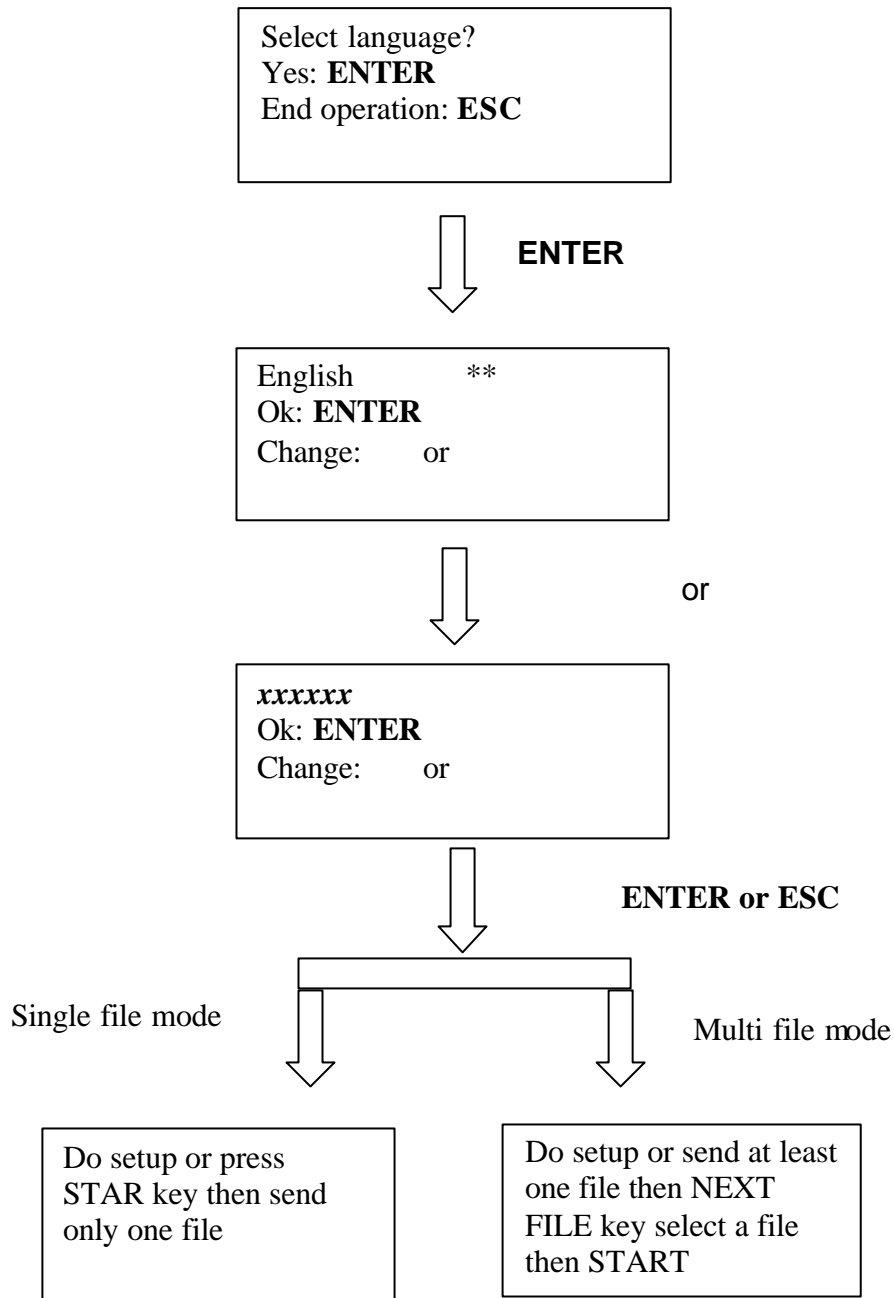 Select language?
Yes: ENTER
End operation: ESC
ENTER
English **
Ok: ENTER
Change: or
or
xxxxxx
Ok: ENTER
Change: or
ENTER or ESC
Single file mode
Multi file mode
Do setup or press
STAR key then send
only one file
Do setup or send at least
one file then NEXT
FILE key select a file
then START